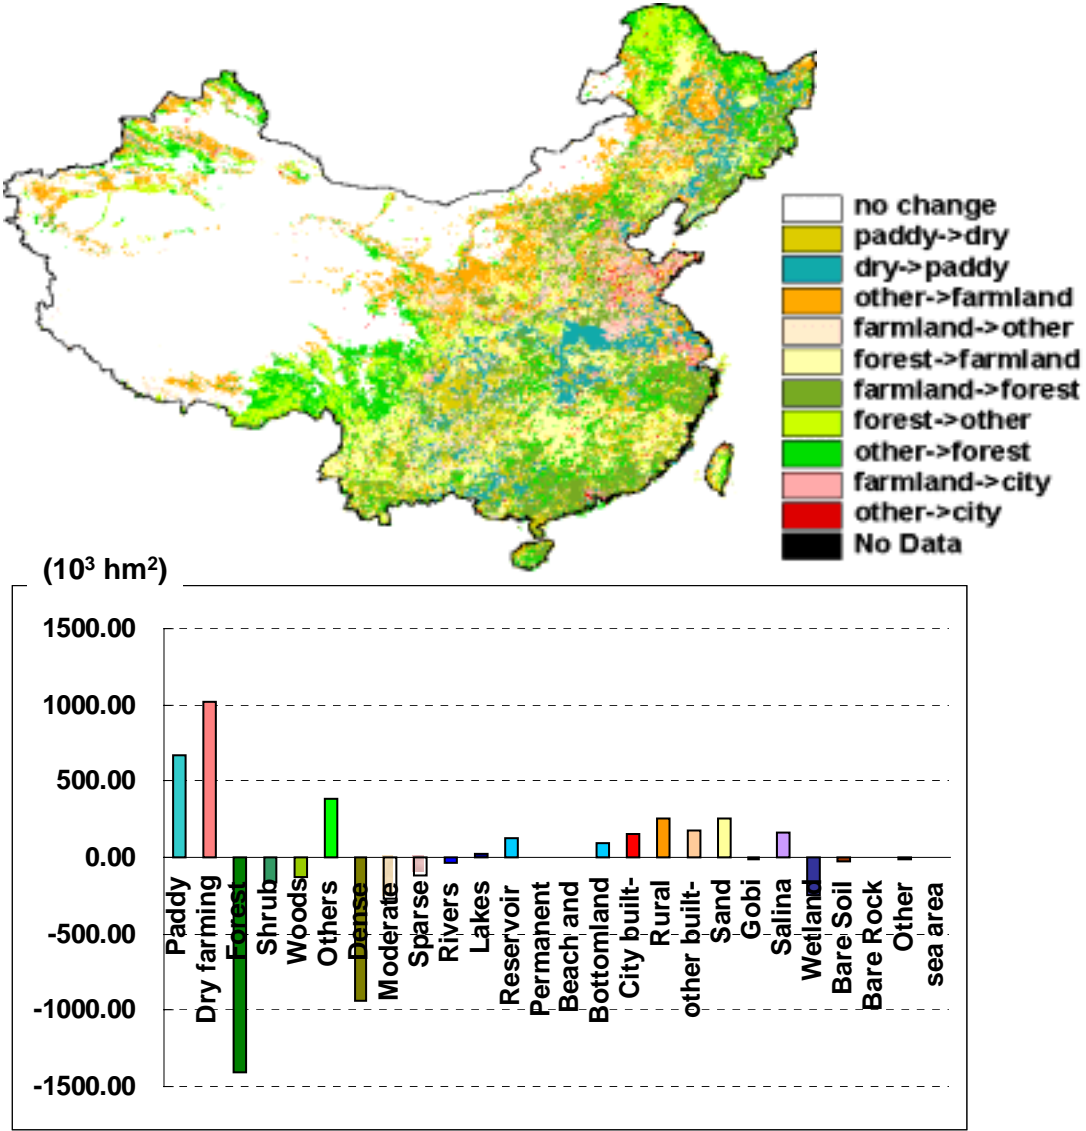 no change
paddy->dry
dry->paddy
other->farmland
farmland->other
forest->farmland
farmland->forest
forest->other
other->forest
farmland->city
other->city
No Data
(10³ hm²)
1500.00
1000.00
500.00
0.00
-500.00
-1000.00
-1500.00
Paddy
Dry farming
Forest
Shrub
Woods
Others
Dense
Moderate
Sparse
Rivers
Lakes
Reservoir
Permanent
Beach and
Bottomland
City built-
Rural
other built-
Sand
Gobi
Salina
Wetland
Bare Soil
Bare Rock
Other
sea area